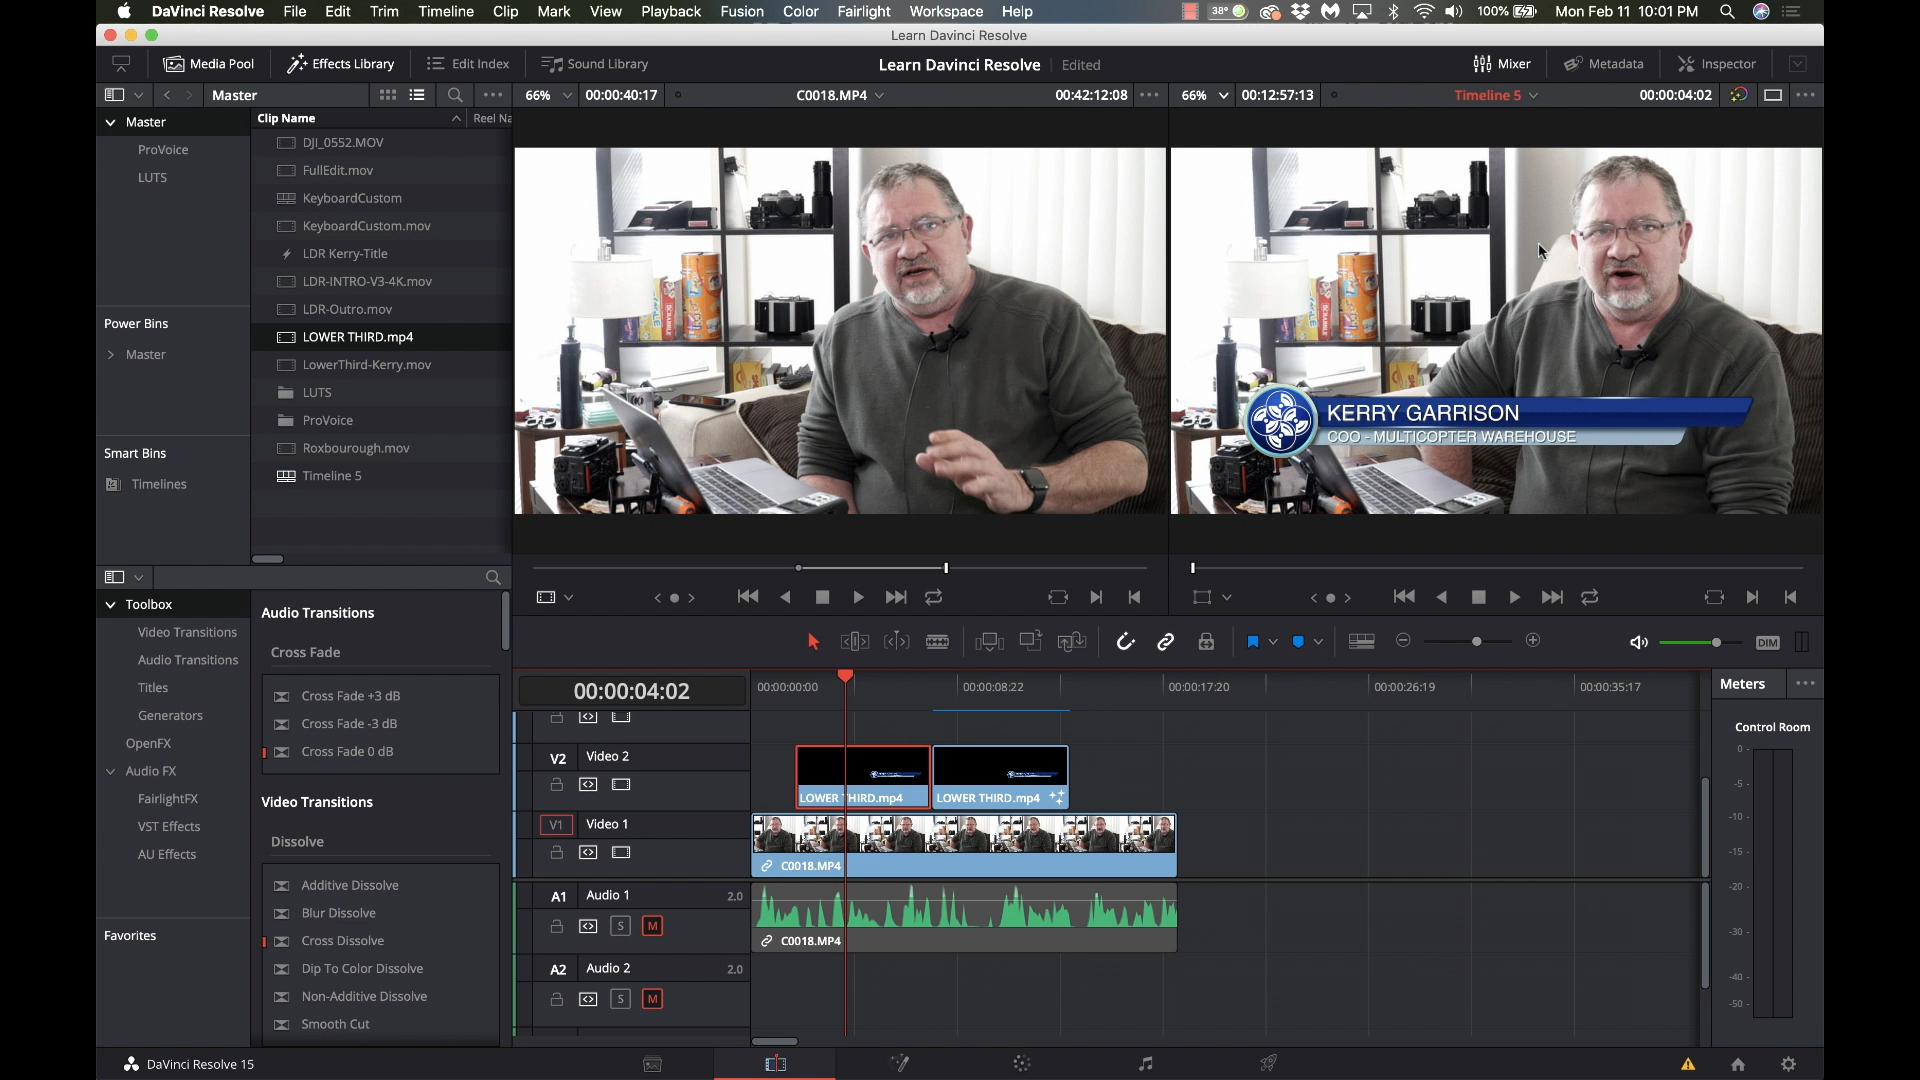 DaVinci Resolve File Edit Trim Timeline Clip Mark View Playback Fusion Color Fairlight Workspace Help 38° 100% Mon Feb 11 10:01 PM
Learn Davinci Resolve
Media Pool Effects Library Edit Index Sound Library Learn Davinci Resolve Edited Mixer Metadata Inspector
Master 66% 00:00:40:17 C0018.MP4 00:42:12:08 66% 00:12:57:13 Timeline 5 00:00:04:02
Master
ProVoice
LUTS
Power Bins
Master
Smart Bins
Timelines
Clip Name Reel Na
DJI_0552.MOV
FullEdit.mov
KeyboardCustom
KeyboardCustom.mov
LDR Kerry-Title
LDR-INTRO-V3-4K.mov
LDR-Outro.mov
LOWER THIRD.mp4
LowerThird-Kerry.mov
LUTS
ProVoice
Roxbourough.mov
Timeline 5
KERRY GARRISON
COO - MULTICOPTER WAREHOUSE
Toolbox
Video Transitions
Audio Transitions
Titles
Generators
OpenFX
Audio FX
FairlightFX
VST Effects
AU Effects
Favorites
Audio Transitions
Cross Fade
Cross Fade +3 dB
Cross Fade -3 dB
Cross Fade 0 dB
Video Transitions
Dissolve
Additive Dissolve
Blur Dissolve
Cross Dissolve
Dip To Color Dissolve
Non-Additive Dissolve
Smooth Cut
DIM
00:00:04:02 00:00:00:00 00:00:08:22 00:00:17:20 00:00:26:19 00:00:35:17
V2 Video 2
LOWER THIRD.mp4 LOWER THIRD.mp4
V1 Video 1
C0018.MP4
A1 Audio 1 2.0
S M
C0018.MP4
A2 Audio 2 2.0
S M
Meters
Control Room
0
-5
-10
-15
-20
-30
-40
-50
DaVinci Resolve 15